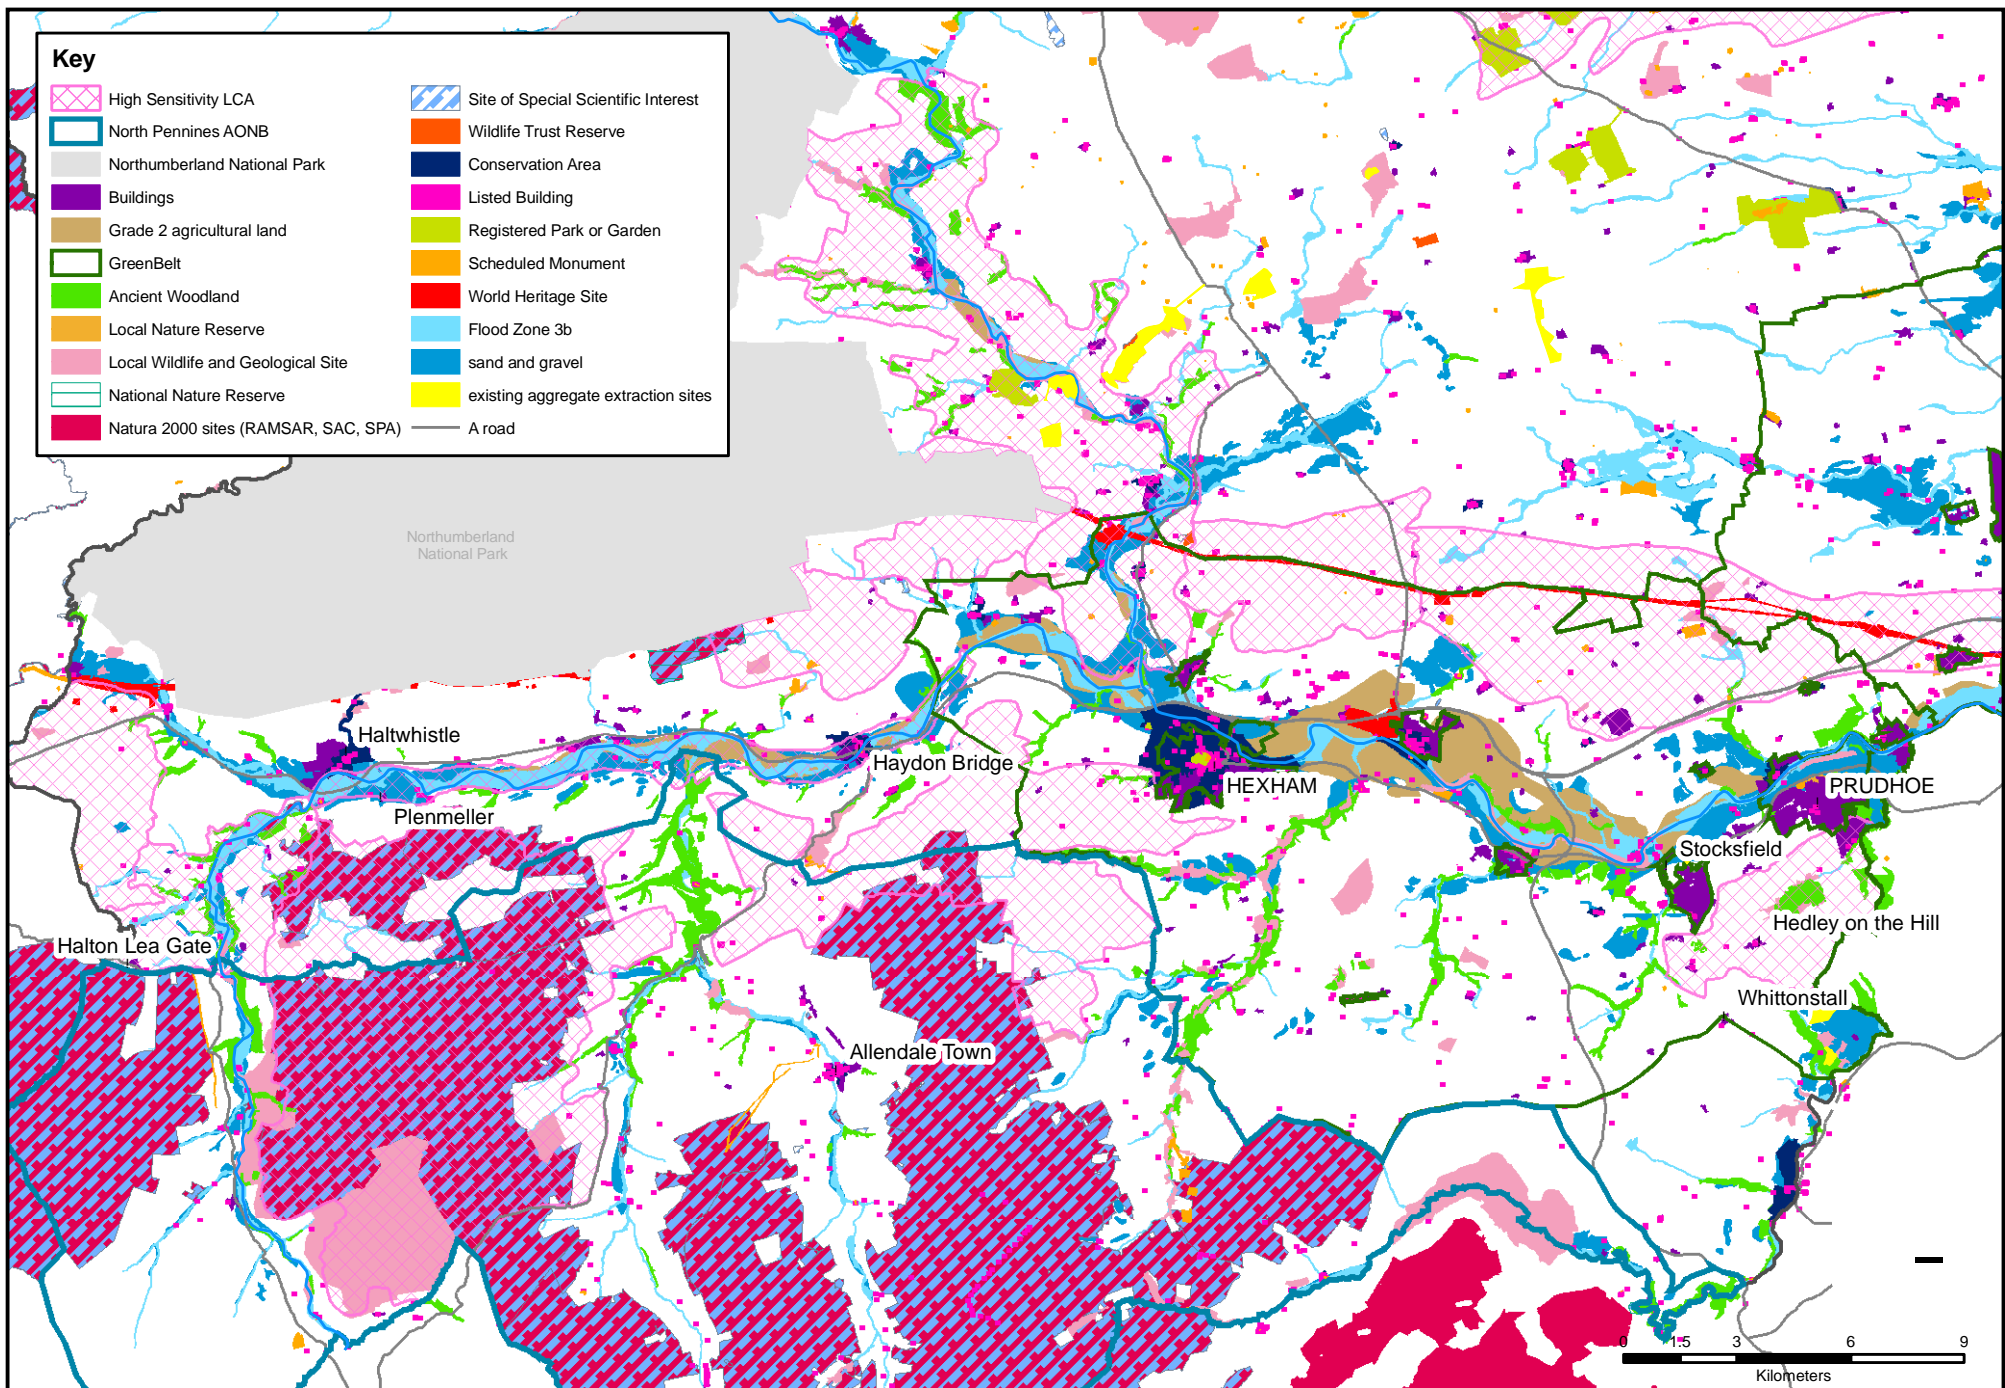 Key
High Sensitivity LCA
North Pennines AONB
Northumberland National Park
Buildings
Grade 2 agricultural land
GreenBelt
Ancient Woodland
Local Nature Reserve
Local Wildlife and Geological Site
National Nature Reserve
Natura 2000 sites (RAMSAR, SAC, SPA)
Site of Special Scientific Interest
Wildlife Trust Reserve
Conservation Area
Listed Building
Registered Park or Garden
Scheduled Monument
World Heritage Site
Flood Zone 3b
sand and gravel
existing aggregate extraction sites
A road
Northumberland
National Park
Haltwhistle
Haydon Bridge
Plenmeller
HEXHAM
PRUDHOE
Stocksfield
Hedley on the Hill
Halton Lea Gate
Whittonstall
Allendale Town
0 1.5 3 6 9
Kilometers